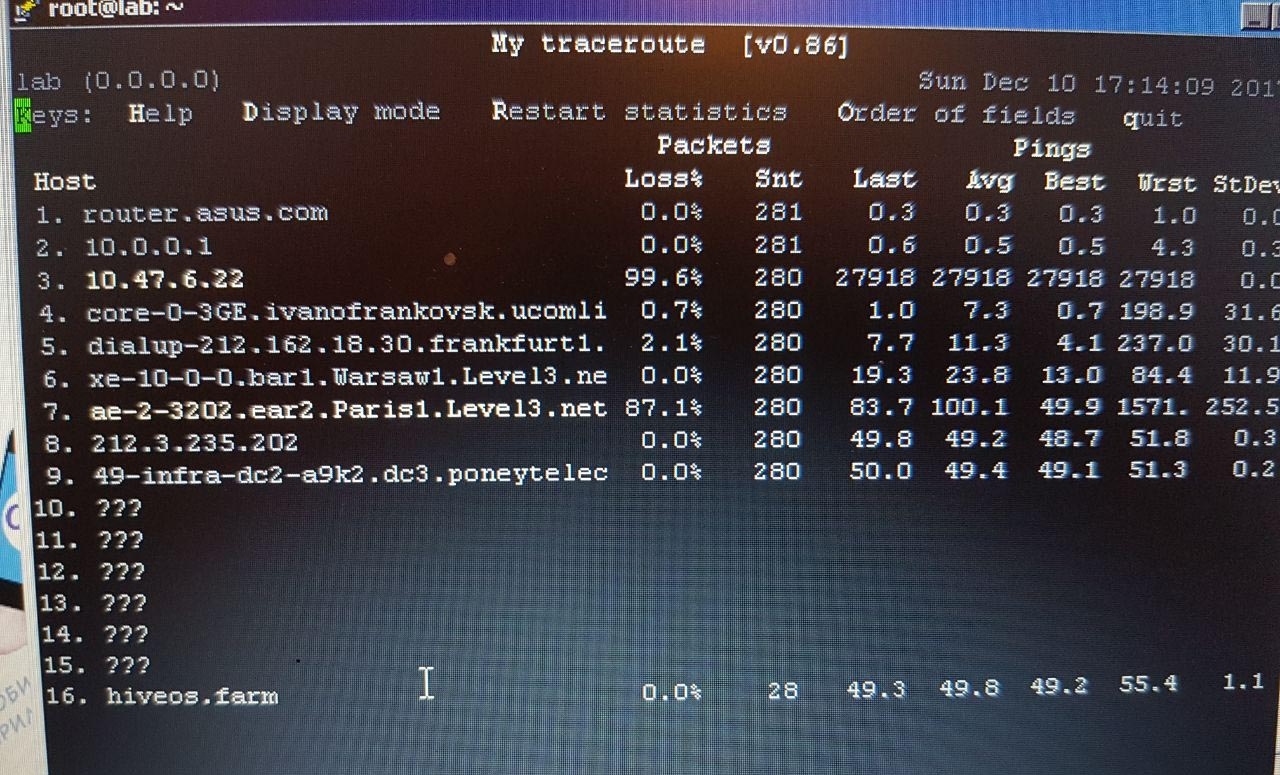 root@lab: ~
My traceroute [v0.86]
lab (0.0.0.0) Sun Dec 10 17:14:09 201
Keys: Help Display mode Restart statistics Order of fields quit
Packets Pings
Host Loss% Snt Last Avg Best Wrst StDev
1. router.asus.com 0.0% 281 0.3 0.3 0.3 1.0 0.0
2. 10.0.0.1 0.0% 281 0.6 0.5 0.5 4.3 0.3
3. 10.47.6.22 99.6% 280 27918 27918 27918 27918 0.0
4. core-0-3GE.ivanofrankovsk.ucomli 0.7% 280 1.0 7.3 0.7 198.9 31.6
5. dialup-212.162.18.30.frankfurt1. 2.1% 280 7.7 11.3 4.1 237.0 30.1
6. xe-10-0-0.bar1.Warsaw1.Level3.ne 0.0% 280 19.3 23.8 13.0 84.4 11.9
7. ae-2-3202.ear2.Paris1.Level3.net 87.1% 280 83.7 100.1 49.9 1571. 252.5
8. 212.3.235.202 0.0% 280 49.8 49.2 48.7 51.8 0.3
9. 49-infra-dc2-a9k2.dc3.poneytelec 0.0% 280 50.0 49.4 49.1 51.3 0.2
10. ???
11. ???
12. ???
13. ???
14. ???
15. ???
16. hiveos.farm 0.0% 28 49.3 49.8 49.2 55.4 1.1